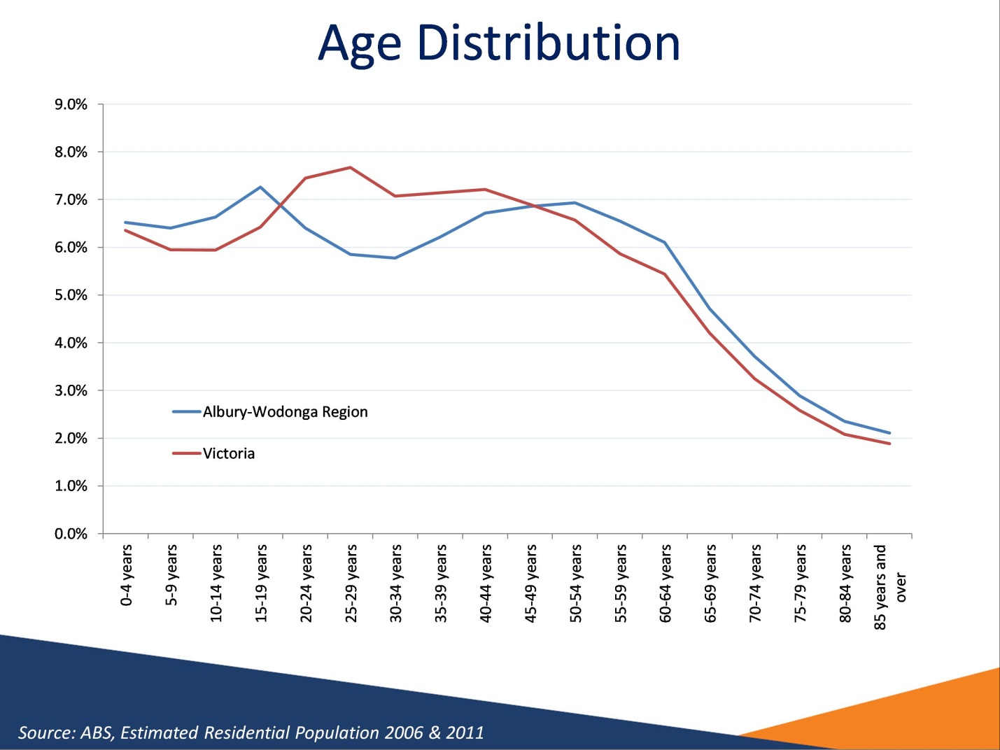 Age Distribution
9.0%
8.0%
7.0%
6.0%
5.0%
4.0%
3.0%
2.0%
1.0%
0.0%
Albury-Wodonga Region
Victoria
0-4 years
5-9 years
10-14 years
15-19 years
20-24 years
25-29 years
30-34 years
35-39 years
40-44 years
45-49 years
50-54 years
55-59 years
60-64 years
65-69 years
70-74 years
75-79 years
80-84 years
85 years and
over
Source: ABS, Estimated Residential Population 2006 & 2011